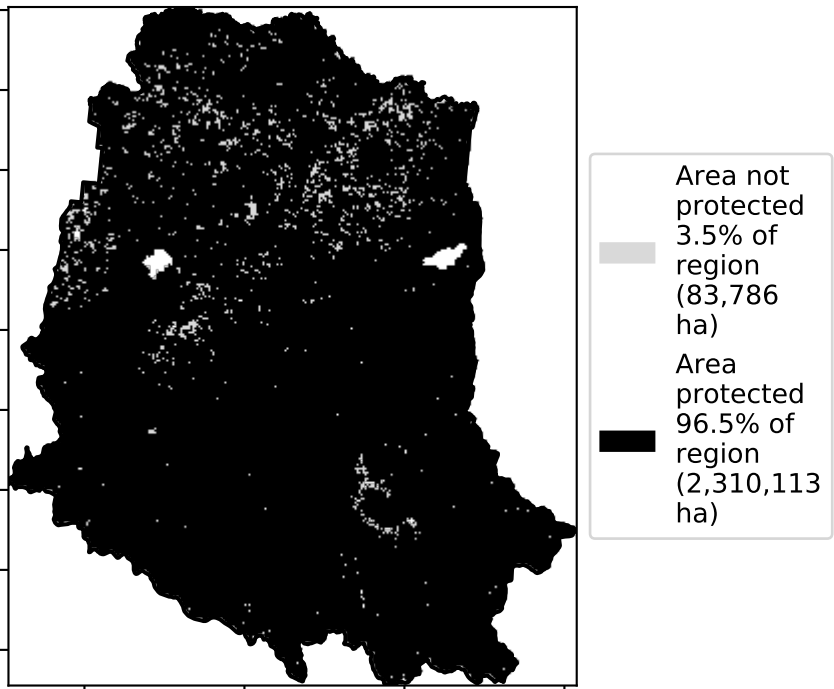 Area not
protected
3.5% of
region
(83,786
ha)
Area
protected
96.5% of
region
(2,310,113
ha)